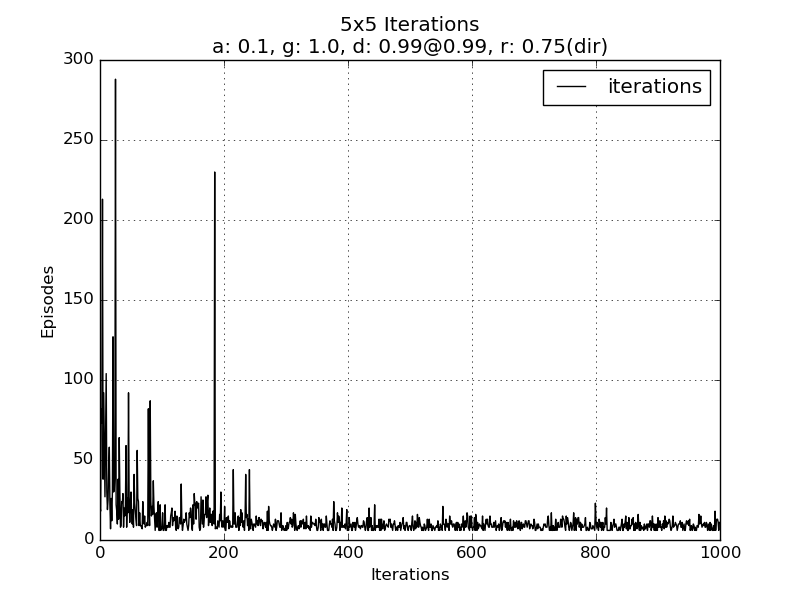 5x5 Iterations
a: 0.1, g: 1.0, d: 0.99@0.99, r: 0.75(dir)
300
iterations
250
200
Episodes
150
100
50
0
0 200 400 600 800 1000
Iterations